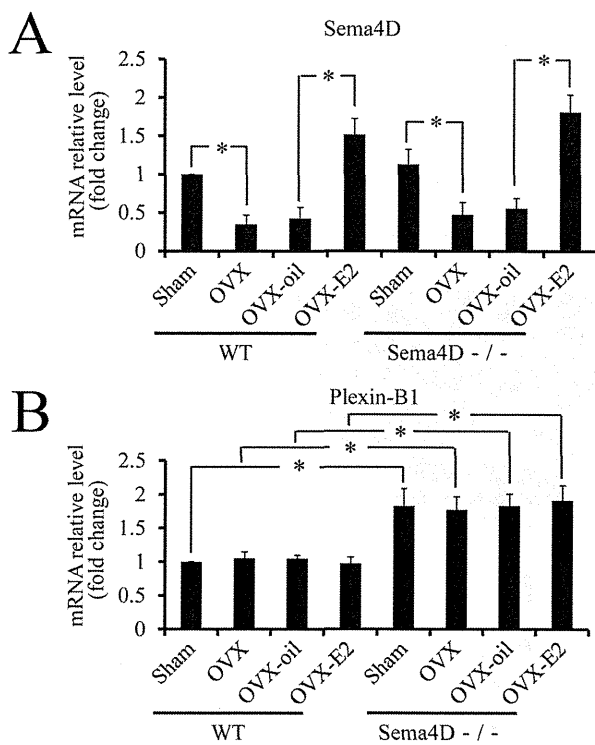 A
Sema4D
mRNA relative level
(fold change)
2.5
2
1.5
1
0.5
0
*
*
*
*
Sham
OVX
OVX-oil
OVX-E2
Sham
OVX
OVX-oil
OVX-E2
WT
Sema4D - / -
B
Plexin-B1
mRNA relative level
(fold change)
2.5
2
1.5
1
0.5
0
*
*
*
*
Sham
OVX
OVX-oil
OVX-E2
Sham
OVX
OVX-oil
OVX-E2
WT
Sema4D - / -